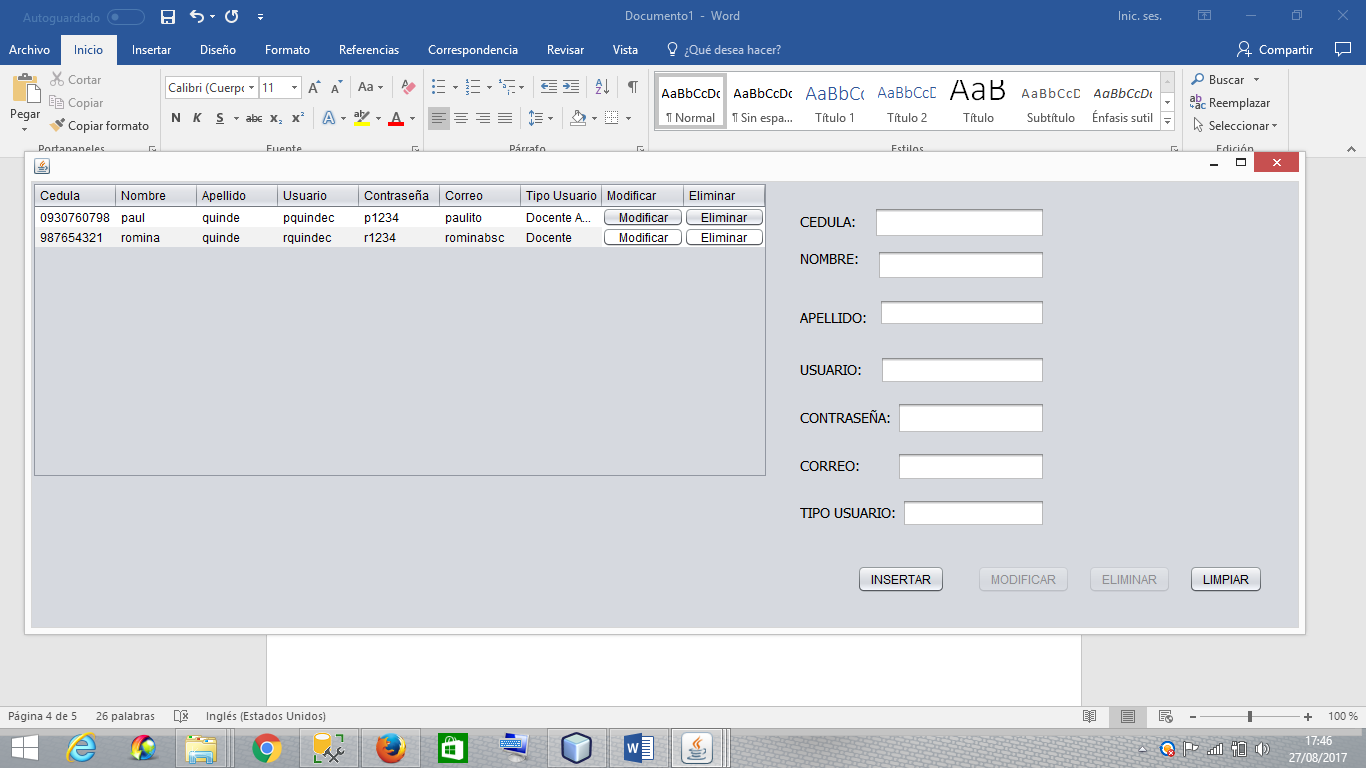 Autoguardado
Documento1 - Word
Inic. ses.
Archivo Inicio Insertar Diseño Formato Referencias Correspondencia Revisar Vista ¿Qué desea hacer? Compartir
Pegar
Cortar
Copiar
Copiar formato
Portapapeles
Calibri (Cuerpo 11 Aa
N K S abc x₂ x²
Fuente
Párrafo
AaBbCcDc AaBbCcDc AaBbCc AaBbCcD AaB AaBbCcD AaBbCcDc
¶ Normal ¶ Sin espa... Título 1 Título 2 Título Subtítulo Énfasis sutil
Estilos
Buscar
Reemplazar
Seleccionar
Edición
Cedula Nombre Apellido Usuario Contraseña Correo Tipo Usuario Modificar Eliminar
0930760798 paul quinde pquindec p1234 paulito Docente A... Modificar Eliminar
987654321 romina quinde rquindec r1234 rominabsc Docente Modificar Eliminar
CEDULA:
NOMBRE:
APELLIDO:
USUARIO:
CONTRASEÑA:
CORREO:
TIPO USUARIO:
INSERTAR MODIFICAR ELIMINAR LIMPIAR
Página 4 de 5 26 palabras Inglés (Estados Unidos) 100 %
17:46
27/08/2017